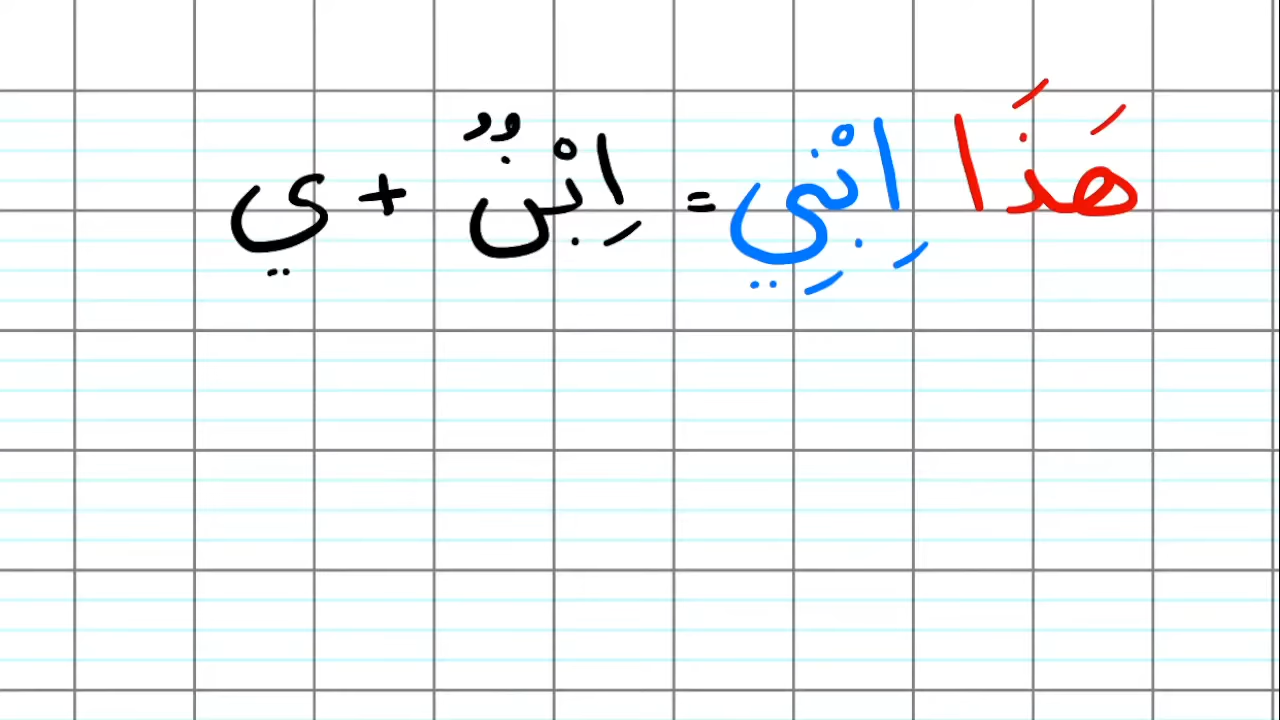 هَذَا اِبْنِي = اِبْنٌ + ي